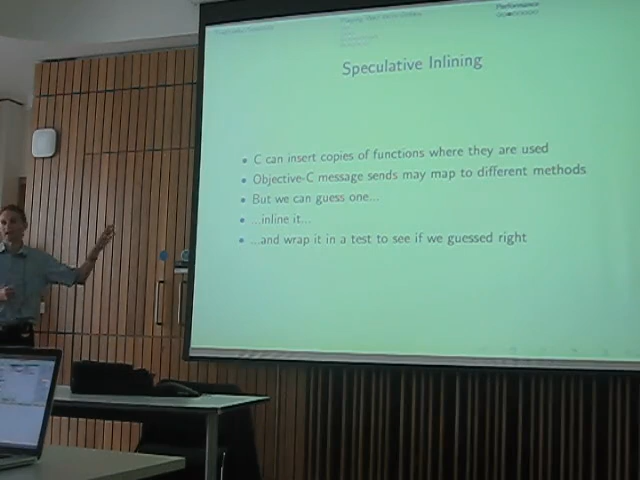 Performance
Speculative Inlining
C can insert copies of functions where they are used
Objective-C message sends may map to different methods
But we can guess one...
...inline it...
...and wrap it in a test to see if we guessed right